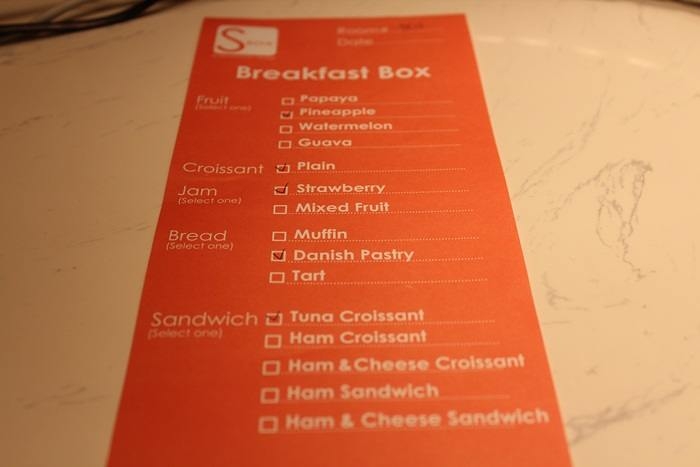 S BOX
Room#
Date
Breakfast Box
Fruit
(Select one)
Papaya
Pineapple
Watermelon
Guava
Croissant
Plain
Jam
(Select one)
Strawberry
Mixed Fruit
Bread
(Select one)
Muffin
Danish Pastry
Tart
Sandwich
(Select one)
Tuna Croissant
Ham Croissant
Ham & Cheese Croissant
Ham Sandwich
Ham & Cheese Sandwich